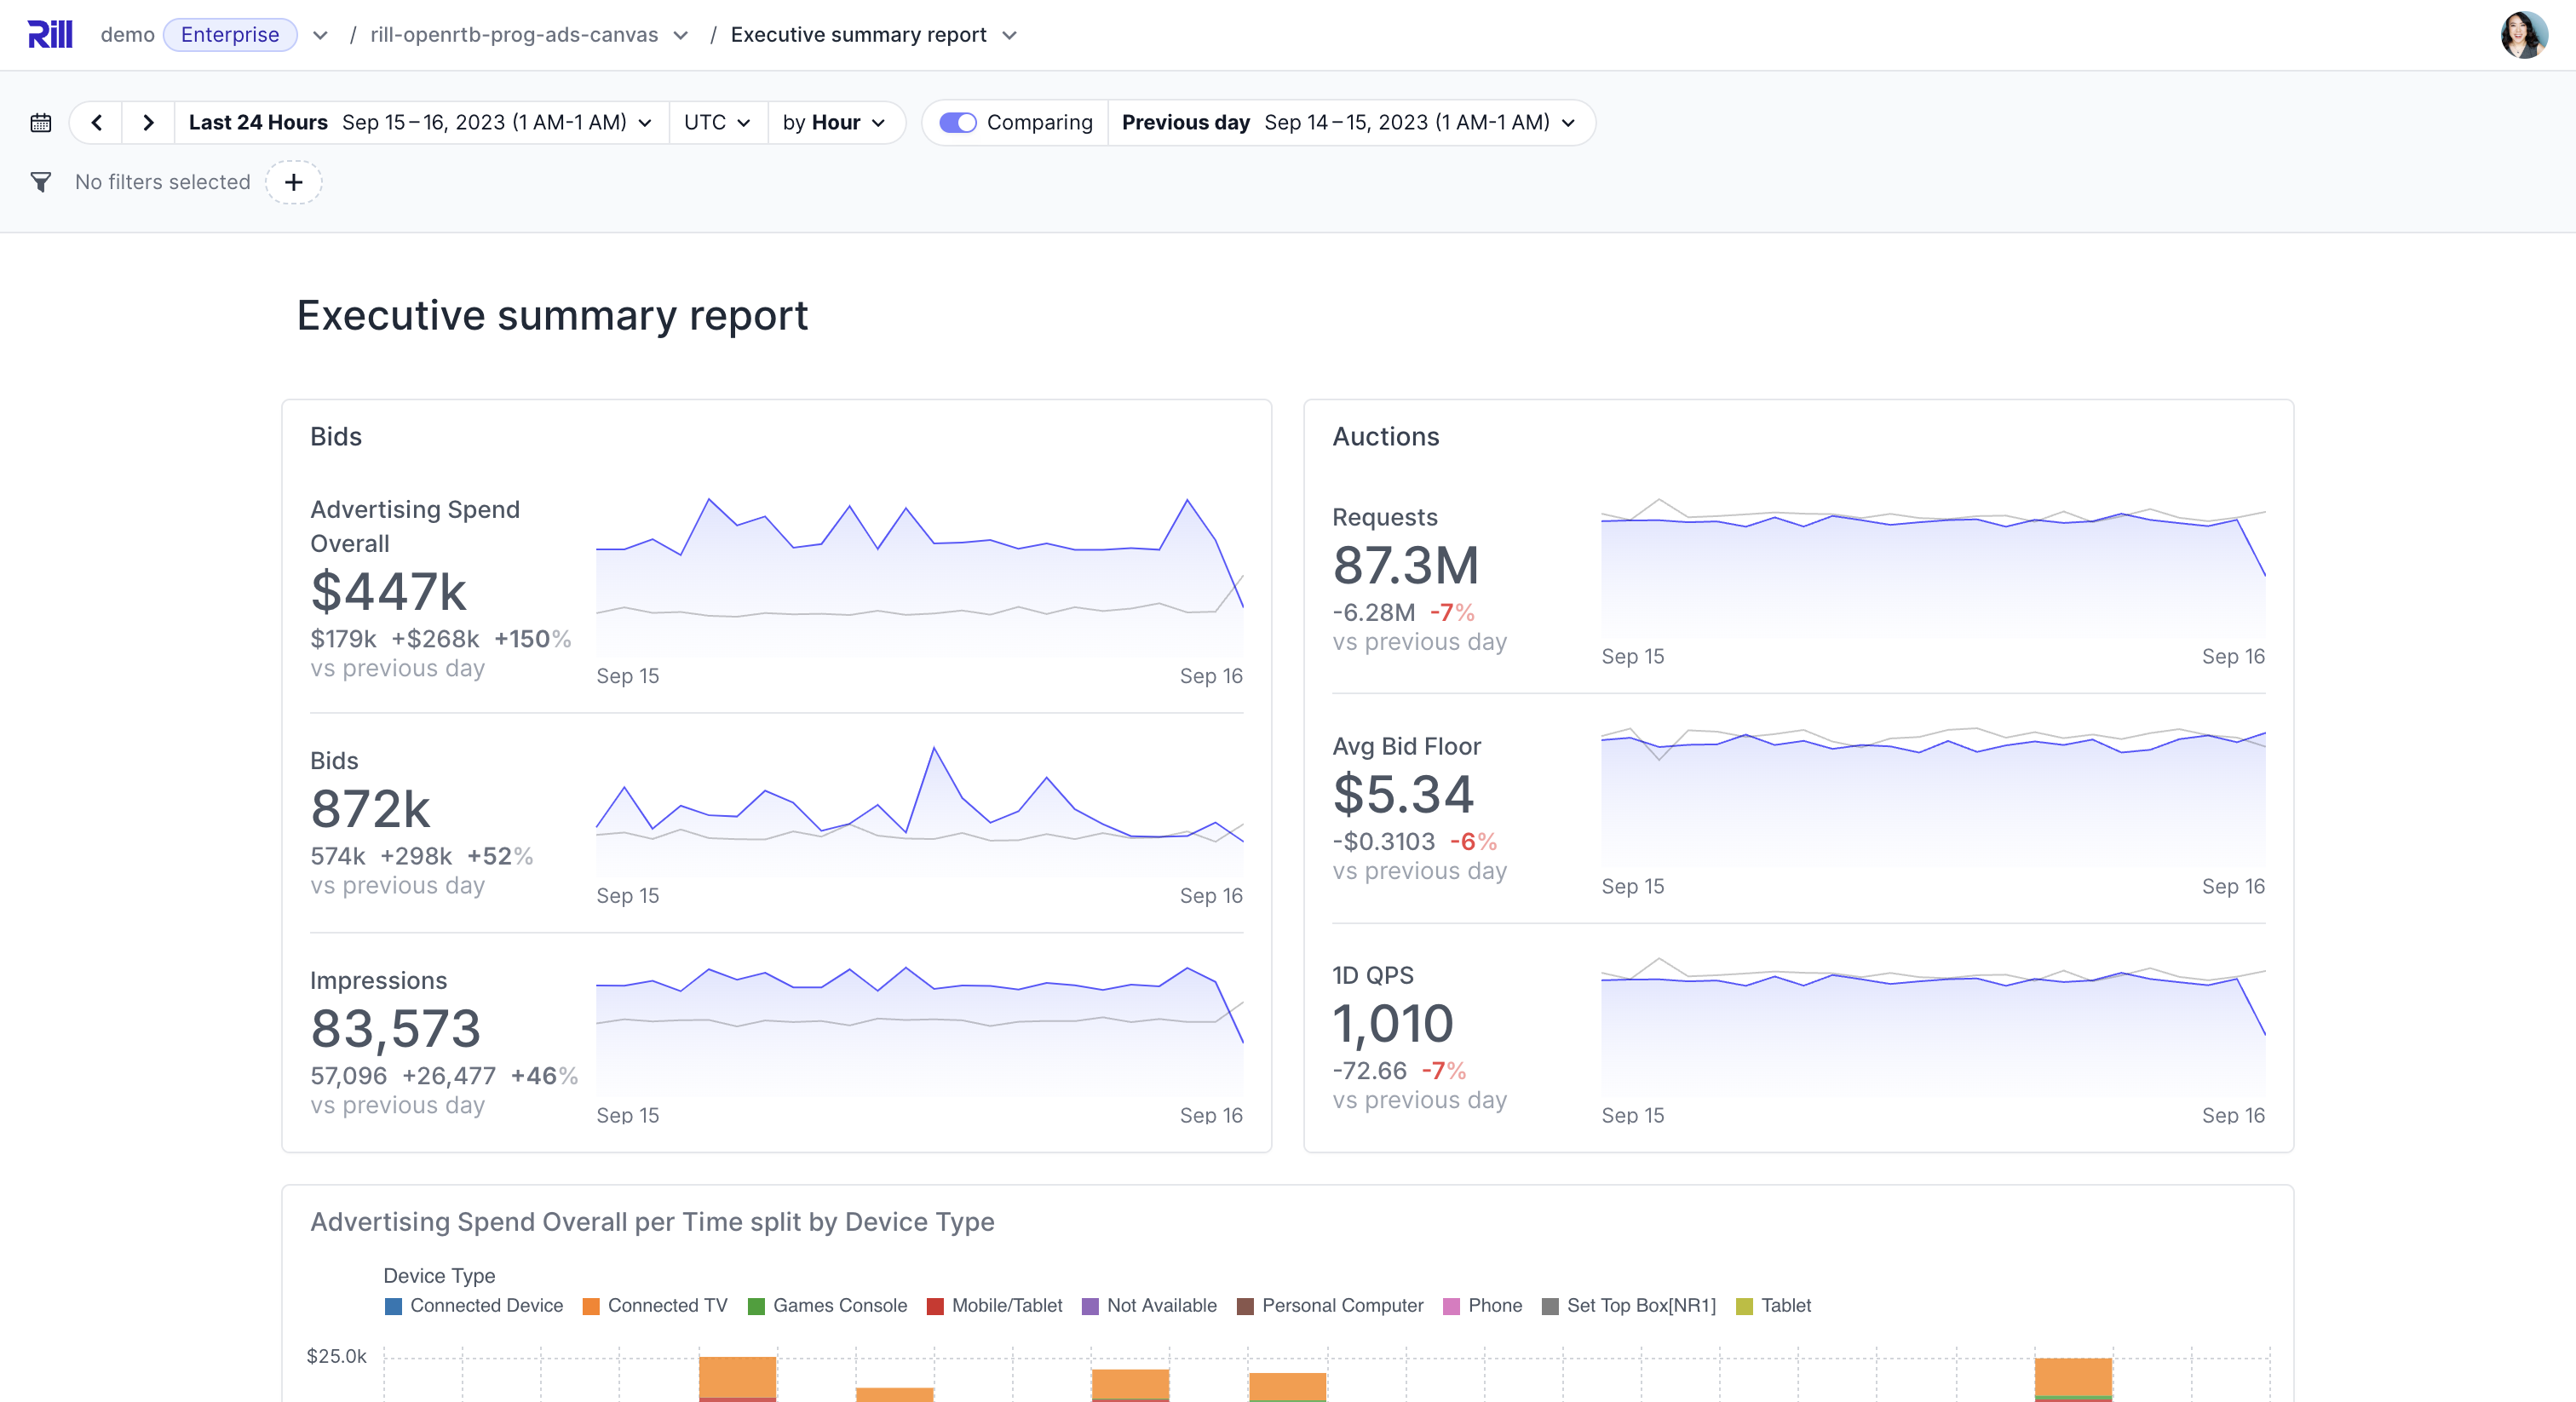 Rill demo Enterprise / rill-openrtb-prog-ads-canvas / Executive summary report
Last 24 Hours Sep 15–16, 2023 (1 AM-1 AM) UTC by Hour Comparing Previous day Sep 14–15, 2023 (1 AM-1 AM)
No filters selected +
Executive summary report
Bids
Advertising Spend
Overall
$447k
$179k +$268k +150%
vs previous day
Sep 15 Sep 16
Bids
872k
574k +298k +52%
vs previous day
Sep 15 Sep 16
Impressions
83,573
57,096 +26,477 +46%
vs previous day
Sep 15 Sep 16
Auctions
Requests
87.3M
-6.28M -7%
vs previous day
Sep 15 Sep 16
Avg Bid Floor
$5.34
-$0.3103 -6%
vs previous day
Sep 15 Sep 16
1D QPS
1,010
-72.66 -7%
vs previous day
Sep 15 Sep 16
Advertising Spend Overall per Time split by Device Type
Device Type
Connected Device Connected TV Games Console Mobile/Tablet Not Available Personal Computer Phone Set Top Box[NR1] Tablet
$25.0k